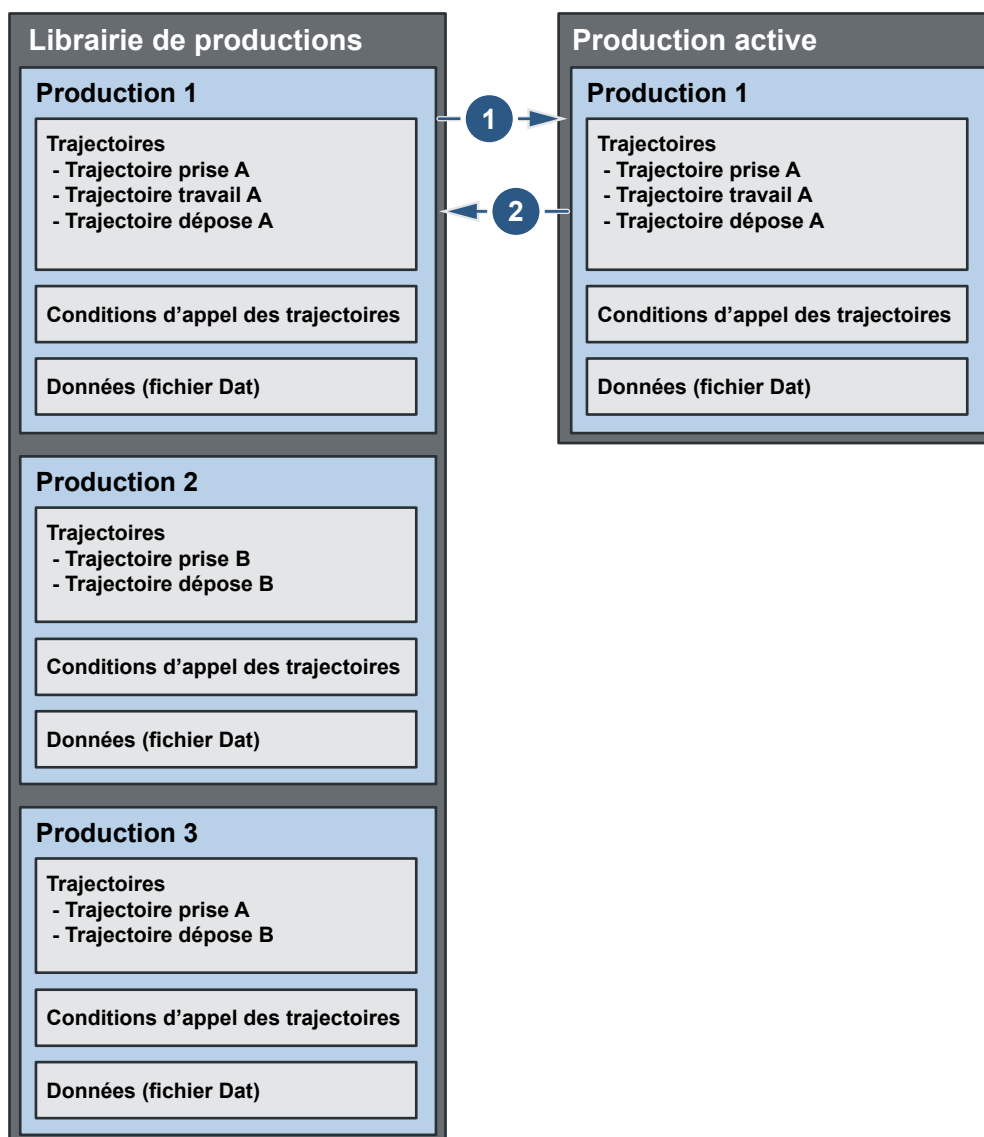 Librairie de productions
Production 1
Trajectoires
- Trajectoire prise A
- Trajectoire travail A
- Trajectoire dépose A
Conditions d'appel des trajectoires
Données (fichier Dat)
Production 2
Trajectoires
- Trajectoire prise B
- Trajectoire dépose B
Conditions d'appel des trajectoires
Données (fichier Dat)
Production 3
Trajectoires
- Trajectoire prise A
- Trajectoire dépose B
Conditions d'appel des trajectoires
Données (fichier Dat)
1
2
Production active
Production 1
Trajectoires
- Trajectoire prise A
- Trajectoire travail A
- Trajectoire dépose A
Conditions d'appel des trajectoires
Données (fichier Dat)